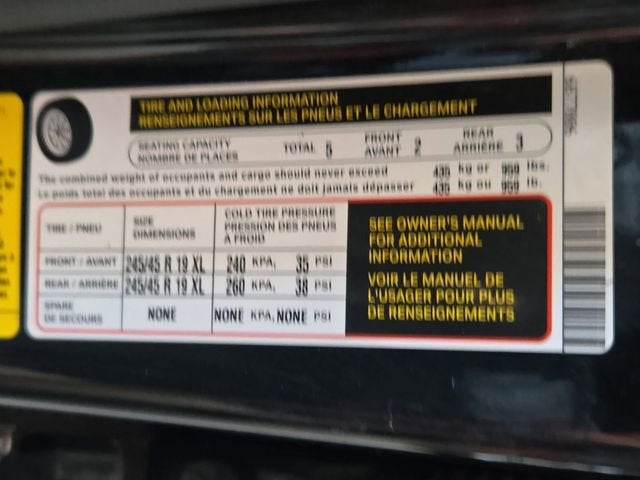 TIRE AND LOADING INFORMATION
RENSEIGNEMENTS SUR LES PNEUS ET LE CHARGEMENT
SEATING CAPACITY
NOMBRE DE PLACES
TOTAL 5
FRONT
AVANT 2
REAR
ARRIÈRE 3
The combined weight of occupants and cargo should never exceed 435 kg or 959 lbs.
Le poids total des occupants et du chargement ne doit jamais dépasser 435 kg ou 959 lb.
TIRE / PNEU
SIZE
DIMENSIONS
COLD TIRE PRESSURE
PRESSION DES PNEUS
A FROID
FRONT / AVANT 245/45 R 19 XL 240 KPA, 35 PSI
REAR / ARRIÈRE 245/45 R 19 XL 260 KPA, 38 PSI
SPARE
DE SECOURS
NONE NONE KPA, NONE PSI
SEE OWNER'S MANUAL
FOR ADDITIONAL
INFORMATION
VOIR LE MANUEL DE
L'USAGER POUR PLUS
DE RENSEIGNEMENTS